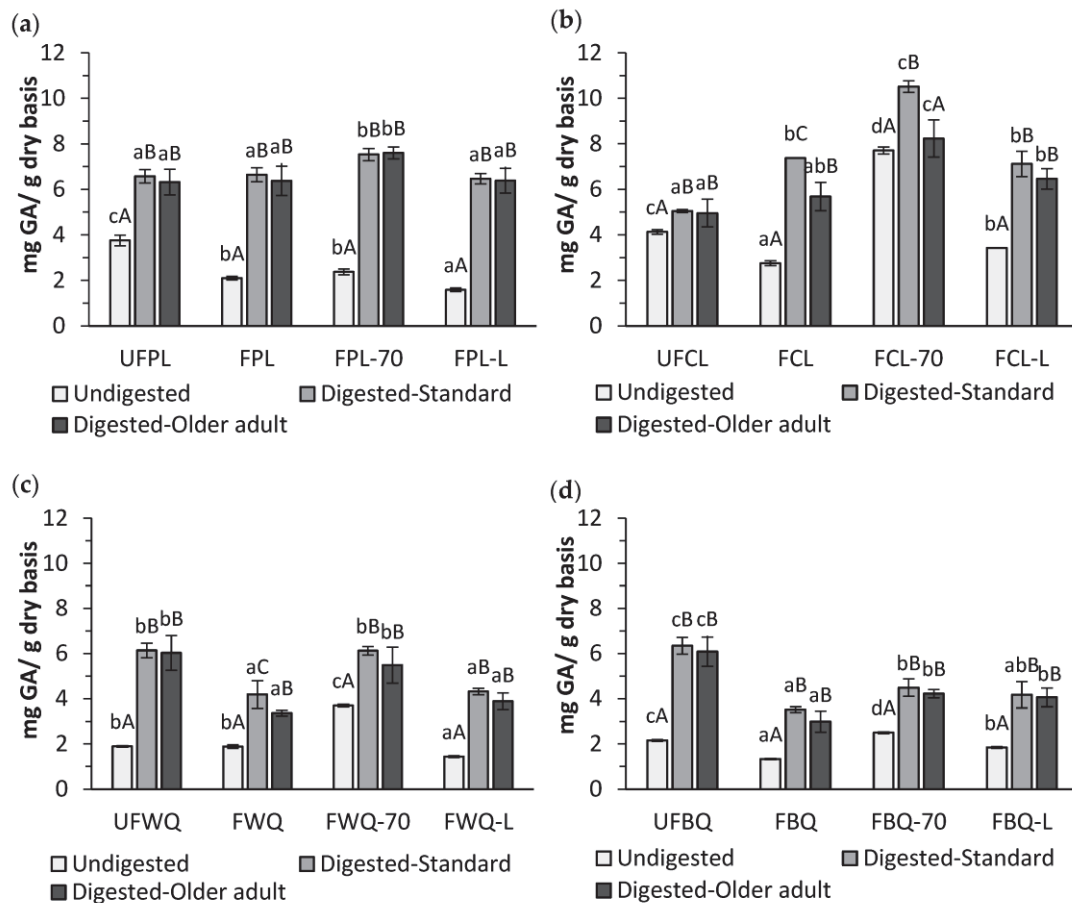 (a)
mg GA/ g dry basis
12
10
8
6
4
2
0
cA aB aB
bA aB aB
bA bB bB
aA aB aB
UFPL FPL FPL-70 FPL-L
Undigested Digested-Standard
Digested-Older adult
(b)
mg GA/ g dry basis
12
10
8
6
4
2
0
cA aB aB
aA bC abB
dA cB cA
bA bB bB
UFCL FCL FCL-70 FCL-L
Undigested Digested-Standard
Digested-Older adult
(c)
mg GA/ g dry basis
12
10
8
6
4
2
0
bA bB bB
bA aC aB
cA bB bB
aA aB aB
UFWQ FWQ FWQ-70 FWQ-L
Undigested Digested-Standard
Digested-Older adult
(d)
mg GA/ g dry basis
12
10
8
6
4
2
0
cA cB cB
aA aB aB
dA bB cB
bA abB bB
UFBQ FBQ FBQ-70 FBQ-L
Undigested Digested-Standard
Digested-Older adult